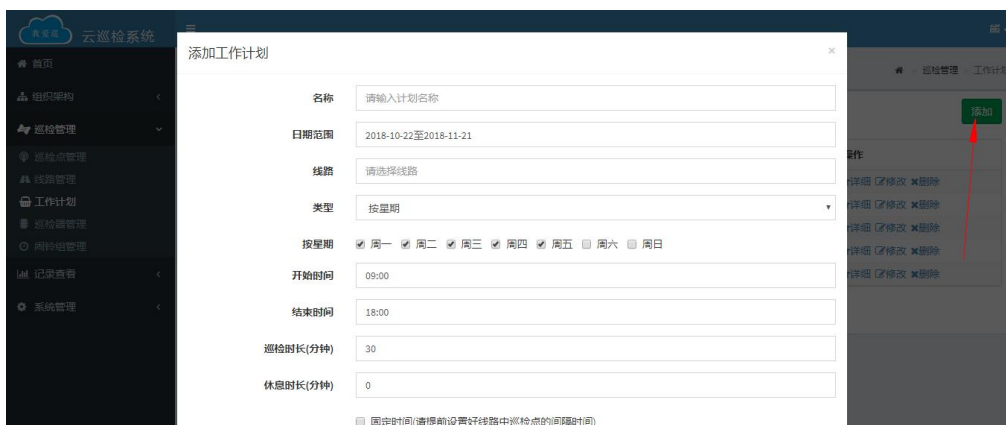 我爱巡 云巡检系统
首页
组织架构
巡检管理
巡检点管理
线路管理
工作计划
巡检器管理
闹铃组管理
记录查看
系统管理
添加工作计划 ×
名称 请输入计划名称
日期范围 2018-10-22至2018-11-21
线路 请选择线路
类型 按星期
按星期 周一 周二 周三 周四 周五 周六 周日
开始时间 09:00
结束时间 18:00
巡检时长(分钟) 30
休息时长(分钟) 0
固定时间(请提前设置好线路中巡检点的间隔时间)
巡检管理 工作计划
添加
操作
详细 修改 删除
详细 修改 删除
详细 修改 删除
详细 修改 删除
详细 修改 删除